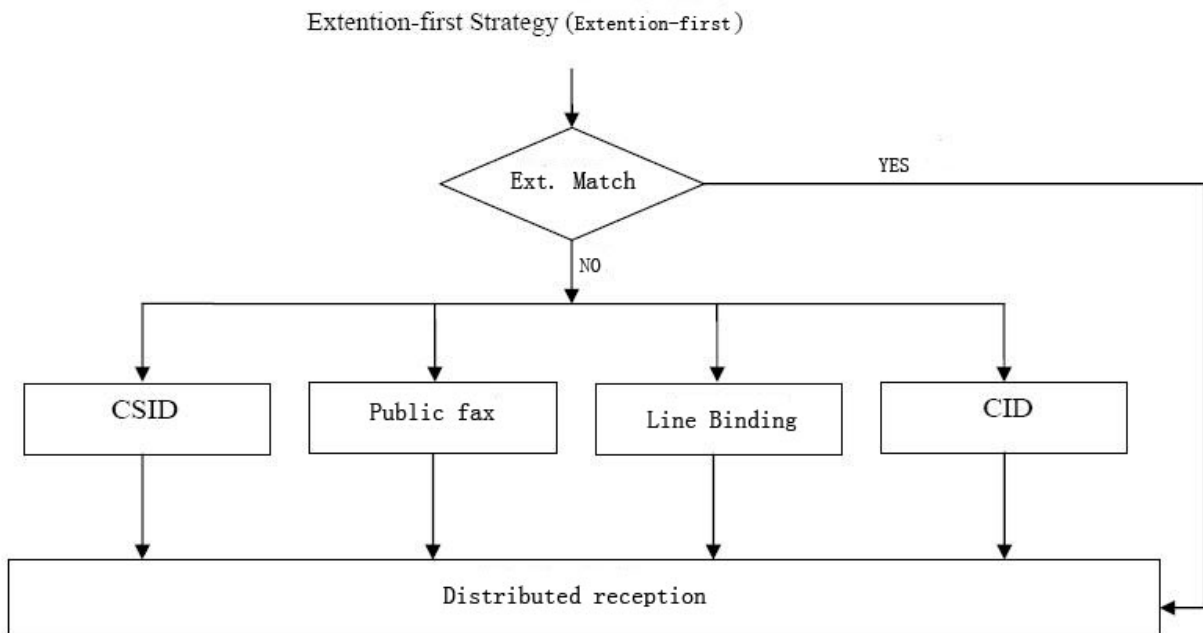 Extention-first Strategy (Extention-first)
Ext. Match
YES
NO
CSID
Public fax
Line Binding
CID
Distributed reception